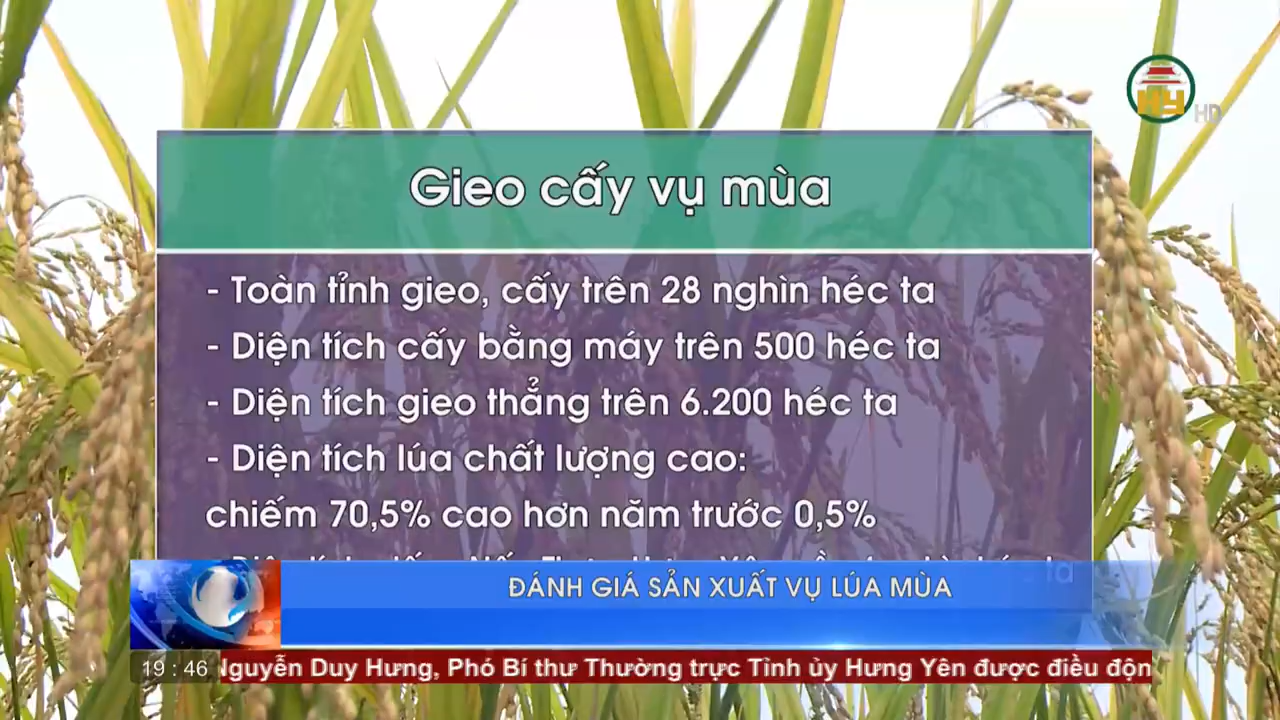 HY HD
Gieo cấy vụ mùa
- Toàn tỉnh gieo, cấy trên 28 nghìn héc ta
- Diện tích cấy bằng máy trên 500 héc ta
- Diện tích gieo thẳng trên 6.200 héc ta
- Diện tích lúa chất lượng cao:
chiếm 70,5% cao hơn năm trước 0,5%
ĐÁNH GIÁ SẢN XUẤT VỤ LÚA MÙA
19 : 46 Nguyễn Duy Hưng, Phó Bí thư Thường trực Tỉnh ủy Hưng Yên được điều độn